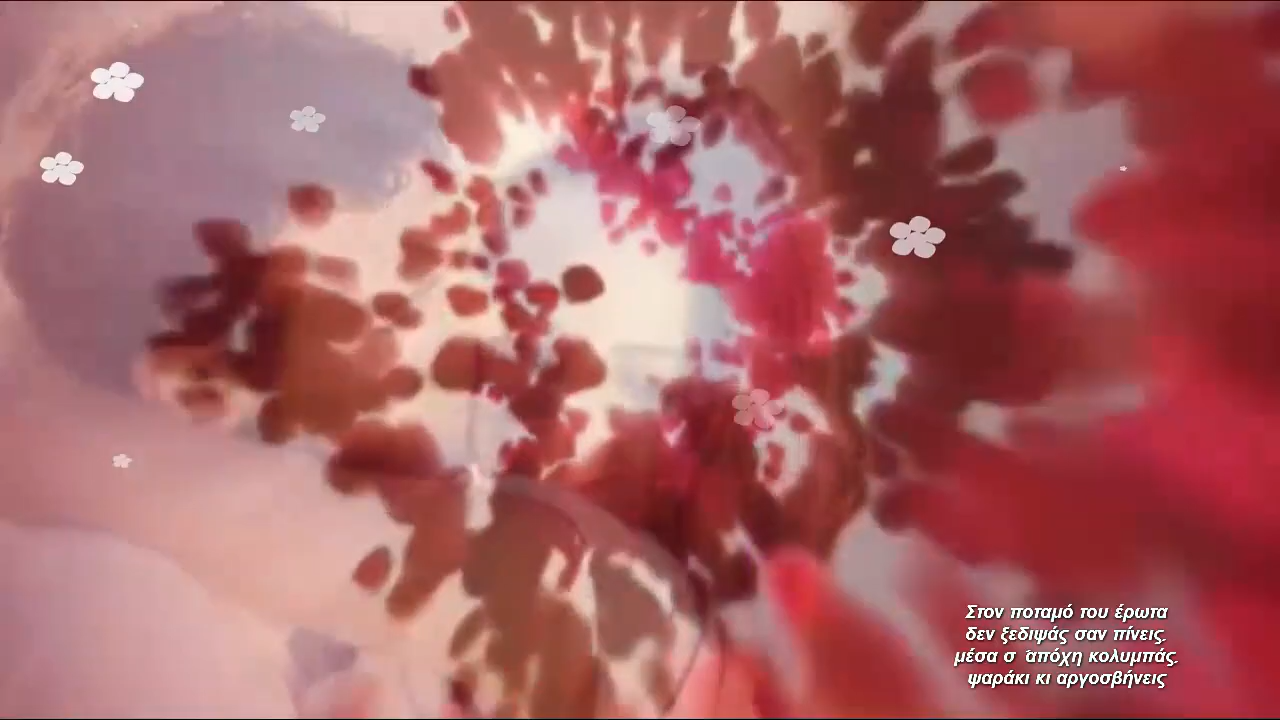 Στον ποταμό του έρωτα
δεν ξεδιψάς σαν πίνεις,
μέσα σ΄απόχη κολυμπάς,
ψαράκι κι αργοσβήνεις